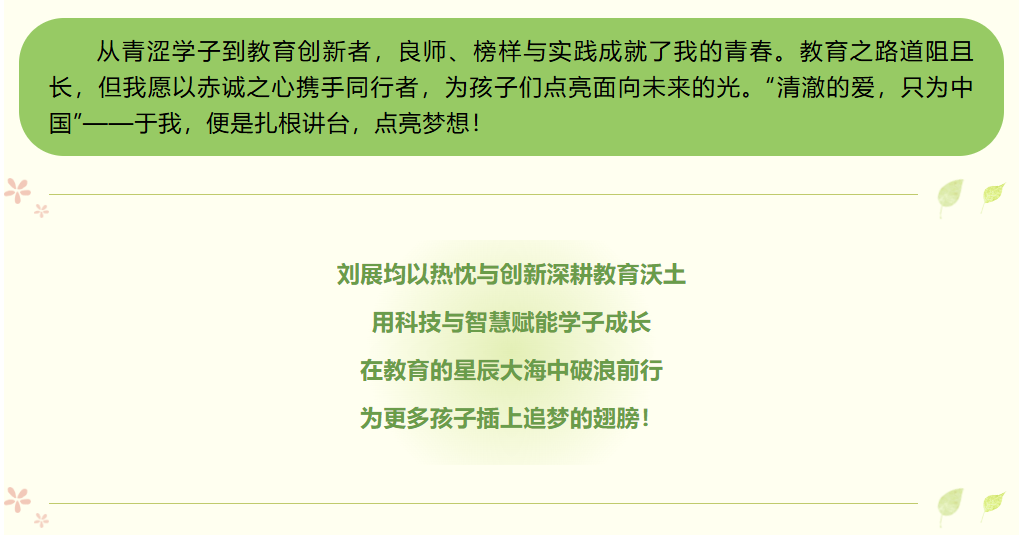 从青涩学子到教育创新者，良师、榜样与实践成就了我的青春。教育之路道阻且
长，但我愿以赤诚之心携手同行者，为孩子们点亮面向未来的光。“清澈的爱，只为中
国”——于我，便是扎根讲台，点亮梦想！
刘展均以热忱与创新深耕教育沃土
用科技与智慧赋能学子成长
在教育的星辰大海中破浪前行
为更多孩子插上追梦的翅膀！